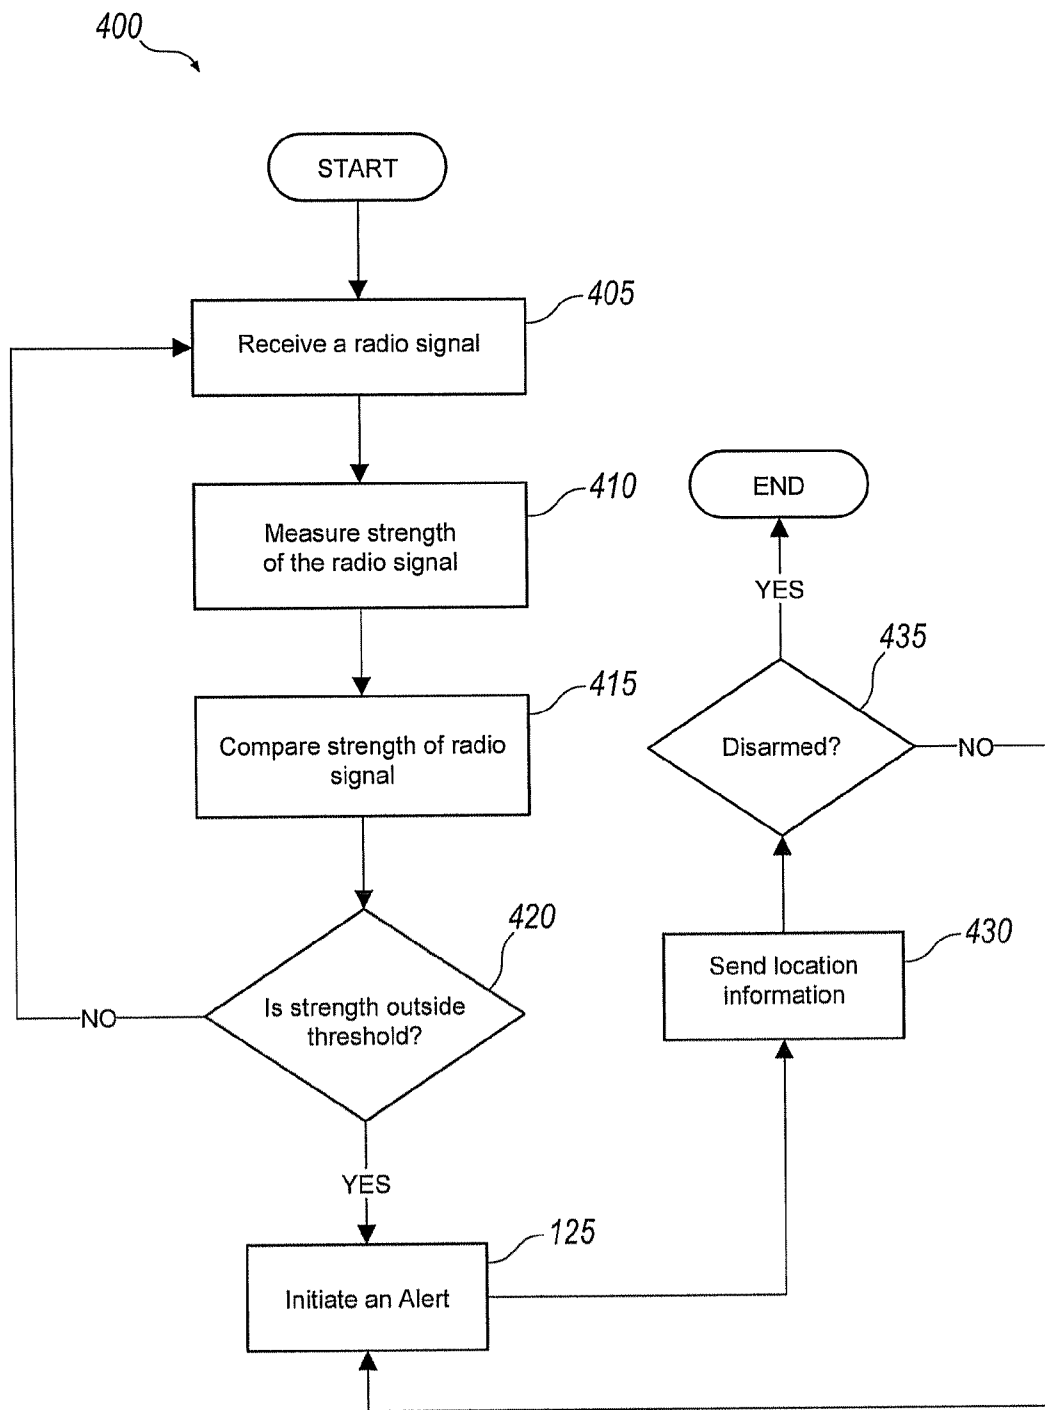 400
START
405
Receive a radio signal
410
Measure strength
of the radio signal
415
Compare strength of radio
signal
420
Is strength outside
threshold?
NO
YES
125
Initiate an Alert
430
Send location
information
435
Disarmed?
NO
YES
END